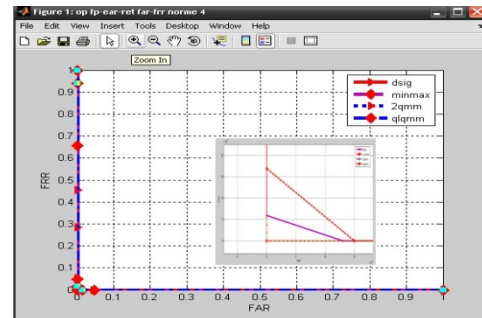 Figure 1: op fp-ear-ret far-frr norme 4
File Edit View Insert Tools Desktop Window Help
Zoom In
dsig
minmax
2qmm
qlqmm
1
0.9
0.8
0.7
0.6
0.5
0.4
0.3
0.2
0.1
0
FRR
0 0.1 0.2 0.3 0.4 0.5 0.6 0.7 0.8 0.9 1
FAR